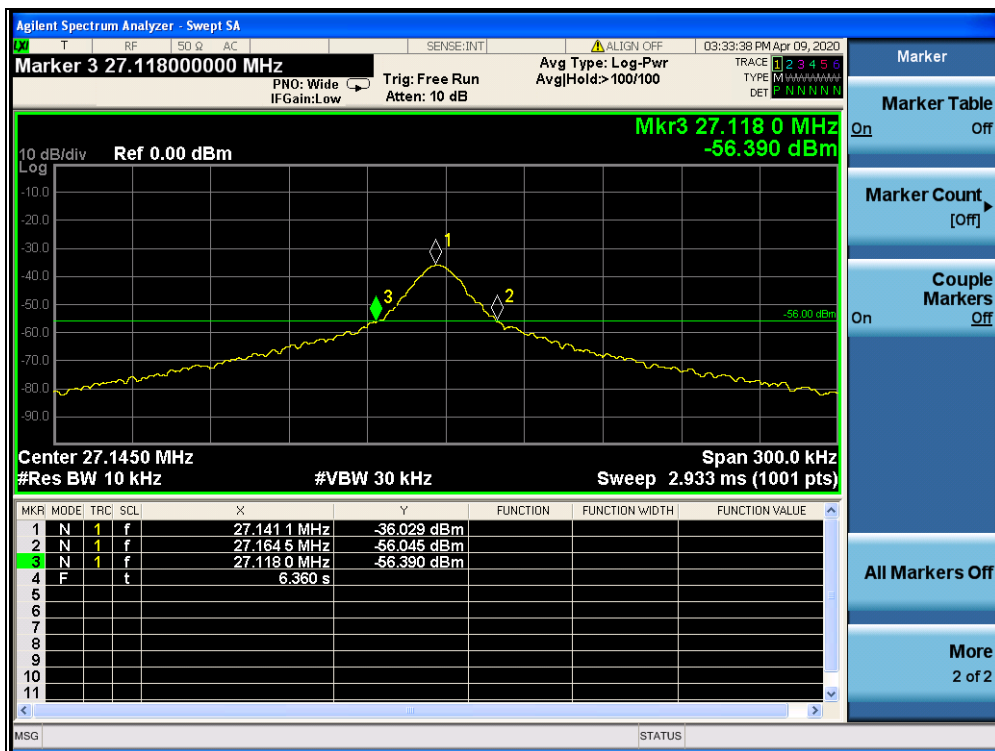 Agilent Spectrum Analyzer - Swept SA
LXI T RF 50 Ω AC SENSE:INT ALIGN OFF 03:33:38 PM Apr 09, 2020
Marker 3 27.118000000 MHz
PNO: Wide
IFGain:Low
Trig: Free Run
Atten: 10 dB
Avg Type: Log-Pwr
Avg|Hold:>100/100
TRACE 1 2 3 4 5 6
TYPE M
DET P N N N N N
Mkr3 27.118 0 MHz
-56.390 dBm
10 dB/div Ref 0.00 dBm
Log
-10.0
-20.0
-30.0
-40.0
-50.0
-60.0
-70.0
-80.0
-90.0
1
3
2
-56.00 dBm
Center 27.1450 MHz Span 300.0 kHz
#Res BW 10 kHz #VBW 30 kHz Sweep 2.933 ms (1001 pts)
MKR MODE TRC SCL X Y FUNCTION FUNCTION WIDTH FUNCTION VALUE
1 N 1 f 27.141 1 MHz -36.029 dBm
2 N 1 f 27.164 5 MHz -56.045 dBm
3 N 1 f 27.118 0 MHz -56.390 dBm
4 F t 6.360 s
5
6
7
8
9
10
11
MSG STATUS
Marker
Marker Table
On Off
Marker Count
[Off]
Couple
Markers
On Off
All Markers Off
More
2 of 2